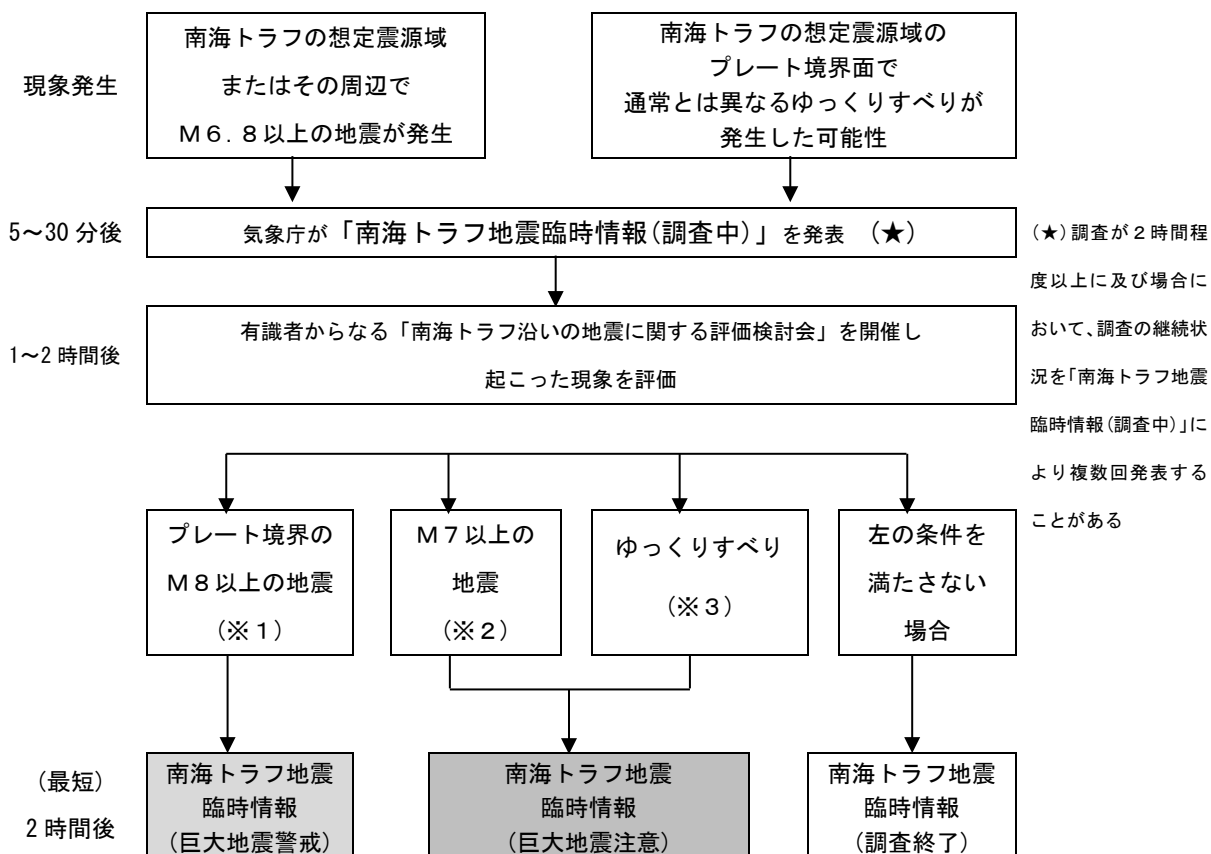 現象発生
南海トラフの想定震源域
またはその周辺で
M6.8以上の地震が発生
南海トラフの想定震源域の
プレート境界面で
通常とは異なるゆっくりすべりが
発生した可能性
5~30分後
気象庁が「南海トラフ地震臨時情報(調査中)」を発表 (★)
1~2時間後
有識者からなる「南海トラフ沿いの地震に関する評価検討会」を開催し
起こった現象を評価
(★)調査が2時間程
度以上に及び場合に
おいて、調査の継続状
況を「南海トラフ地震
臨時情報(調査中)」に
より複数回発表する
ことがある
プレート境界の
M8以上の地震
(※1)
M7以上の
地震
(※2)
ゆっくりすべり
(※3)
左の条件を
満たさない
場合
(最短)
2時間後
南海トラフ地震
臨時情報
(巨大地震警戒)
南海トラフ地震
臨時情報
(巨大地震注意)
南海トラフ地震
臨時情報
(調査終了)